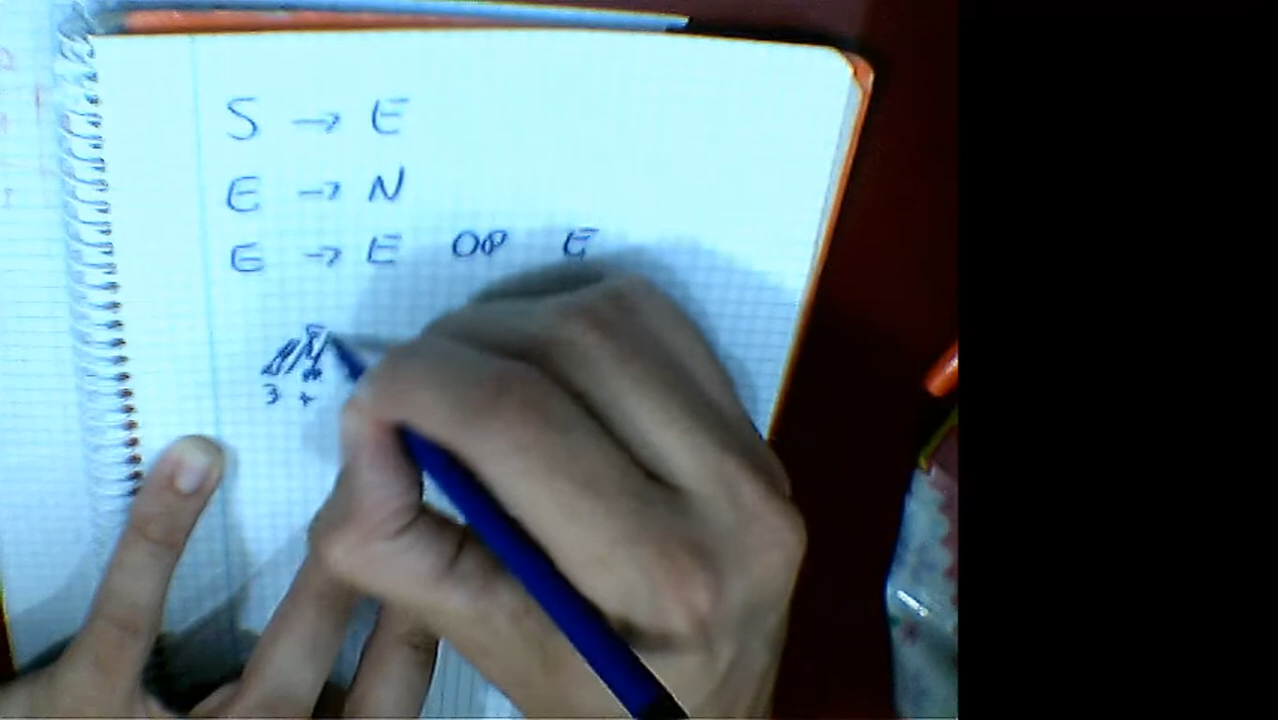 S → E
E → N
E → E OP E
3 +